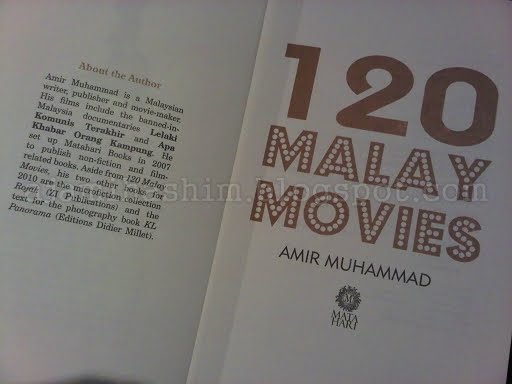 About the Author
Amir Muhammad is a Malaysian
writer, publisher and movie-maker.
His films include the banned-in-
Malaysia documentaries Lelaki
Komunis Terakhir and Apa
Khabar Orang Kampung. He
set up Matahari Books in 2007
to publish non-fiction and film-
related books. Aside from 120 Malay
Movies, his two other books for
2010 are the microfiction collection
Rojak (ZI Publications) and the
text for the photography book KL
Panorama (Editions Didier Millet).
120
MALAY
MOVIES
AMIR MUHAMMAD
MATA
HARI
shim.blogspot.com